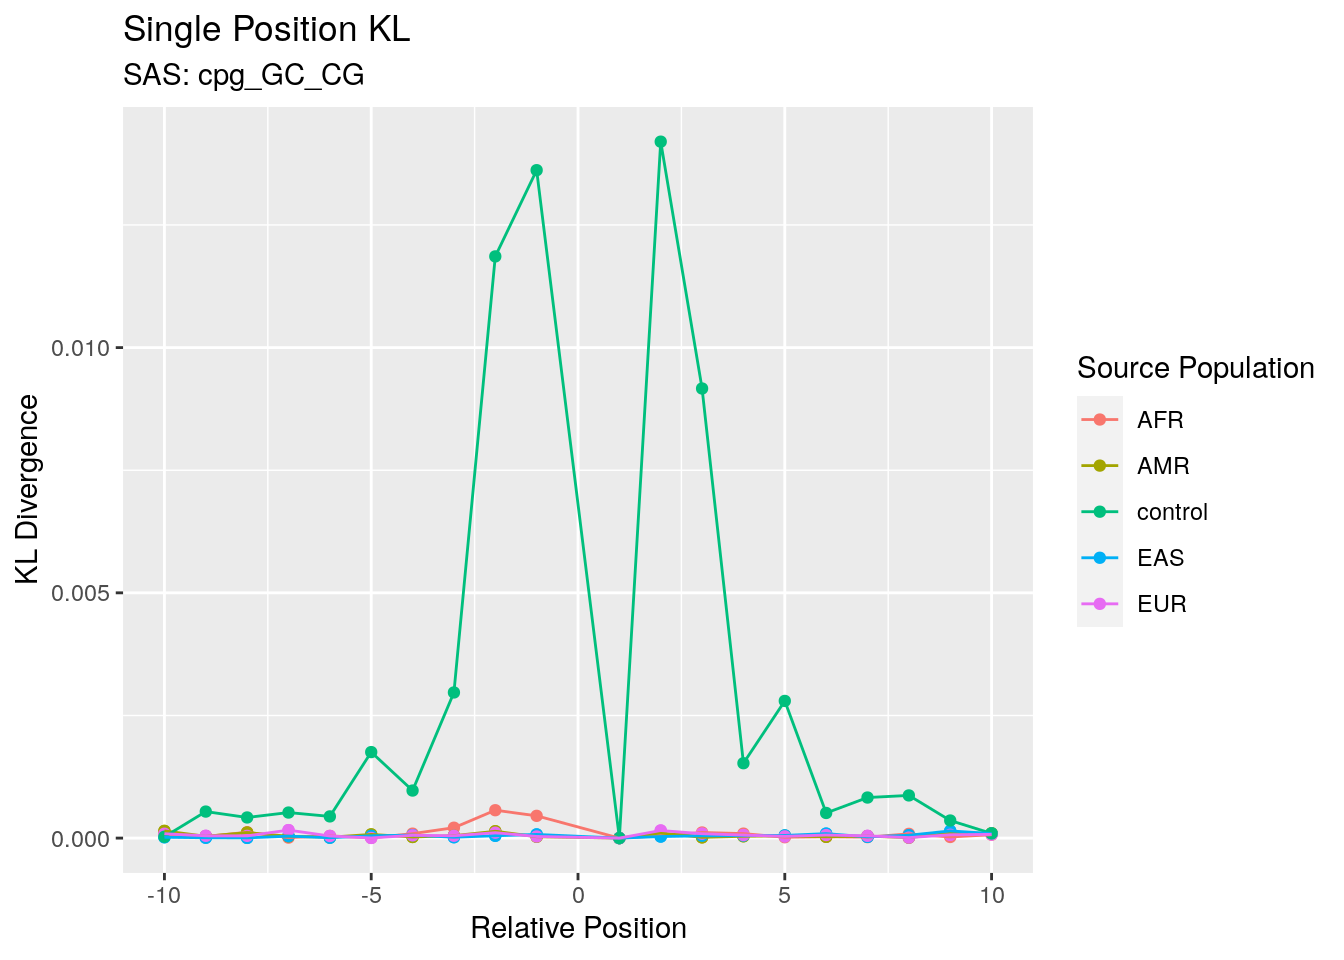 Single Position KL
SAS: cpg_GC_CG
KL Divergence
0.010
0.005
0.000
-10
-5
0
5
10
Relative Position
Source Population
AFR
AMR
control
EAS
EUR